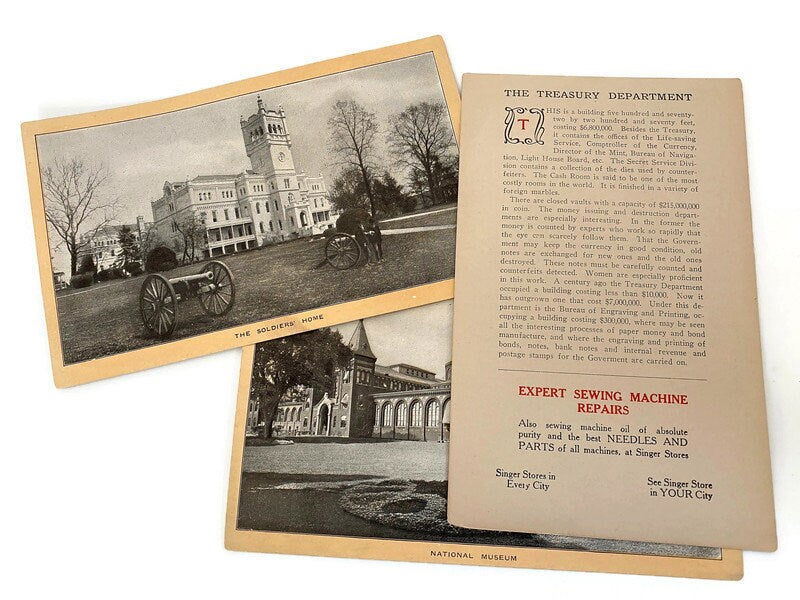 THE SOLDIERS' HOME
NATIONAL MUSEUM
THE TREASURY DEPARTMENT
THIS is a building five hundred and seventy-
two by two hundred and seventy feet,
costing $6,800,000. Besides the Treasury,
it contains the offices of the Life-saving
Service, Comptroller of the Currency,
Director of the Mint, Bureau of Naviga-
tion, Light House Board, etc. The Secret Service Divi-
sion contains a collection of the dies used by counter-
feiters. The Cash Room is said to be one of the most
costly rooms in the world. It is finished in a variety of
foreign marbles.
There are closed vaults with a capacity of $215,000,000
in coin. The money issuing and destruction depart-
ments are especially interesting. In the former the
money is counted by experts who work so rapidly that
the eye can scarcely follow them. That the Govern-
ment may keep the currency in good condition, old
notes are exchanged for new ones and the old ones
destroyed. These notes must be carefully counted and
counterfeits detected. Women are especially proficient
in this work. A century ago the Treasury Department
occupied a building costing less than $10,000. Now it
has outgrown one that cost $7,000,000. Under this de-
partment is the Bureau of Engraving and Printing, oc-
cupying a building costing $300,000, where may be seen
all the interesting processes of paper money and bond
manufacture, and where the engraving and printing of
bonds, notes, bank notes and internal revenue and
postage stamps for the Government are carried on.
EXPERT SEWING MACHINE
REPAIRS
Also sewing machine oil of absolute
purity and the best NEEDLES AND
PARTS of all machines, at Singer Stores
Singer Stores in
Every City
See Singer Store
in YOUR City